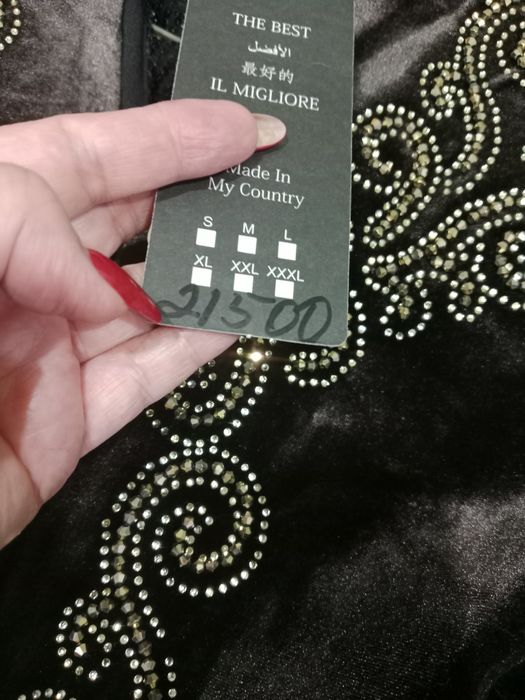 THE BEST
الأفضل
最好的
IL MIGLIORE
Made In
My Country
S M L
XL XXL XXXL
21500